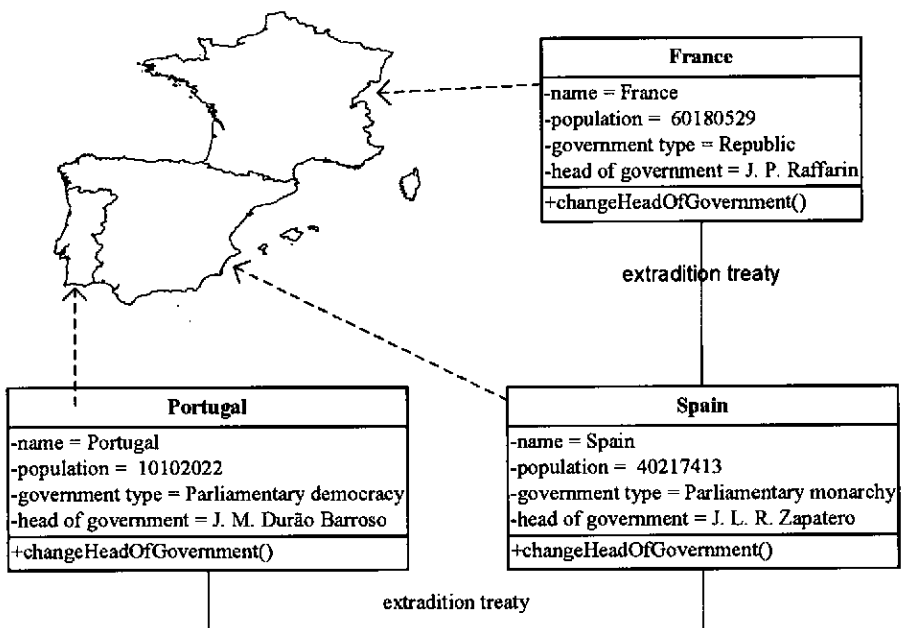 France
-name = France
-population = 60180529
-government type = Republic
-head of government = J. P. Raffarin
+changeHeadOfGovernment()
extradition treaty
Portugal
-name = Portugal
-population = 10102022
-government type = Parliamentary democracy
-head of government = J. M. Durão Barroso
+changeHeadOfGovernment()
Spain
-name = Spain
-population = 40217413
-government type = Parliamentary monarchy
-head of government = J. L. R. Zapatero
+changeHeadOfGovernment()
extradition treaty